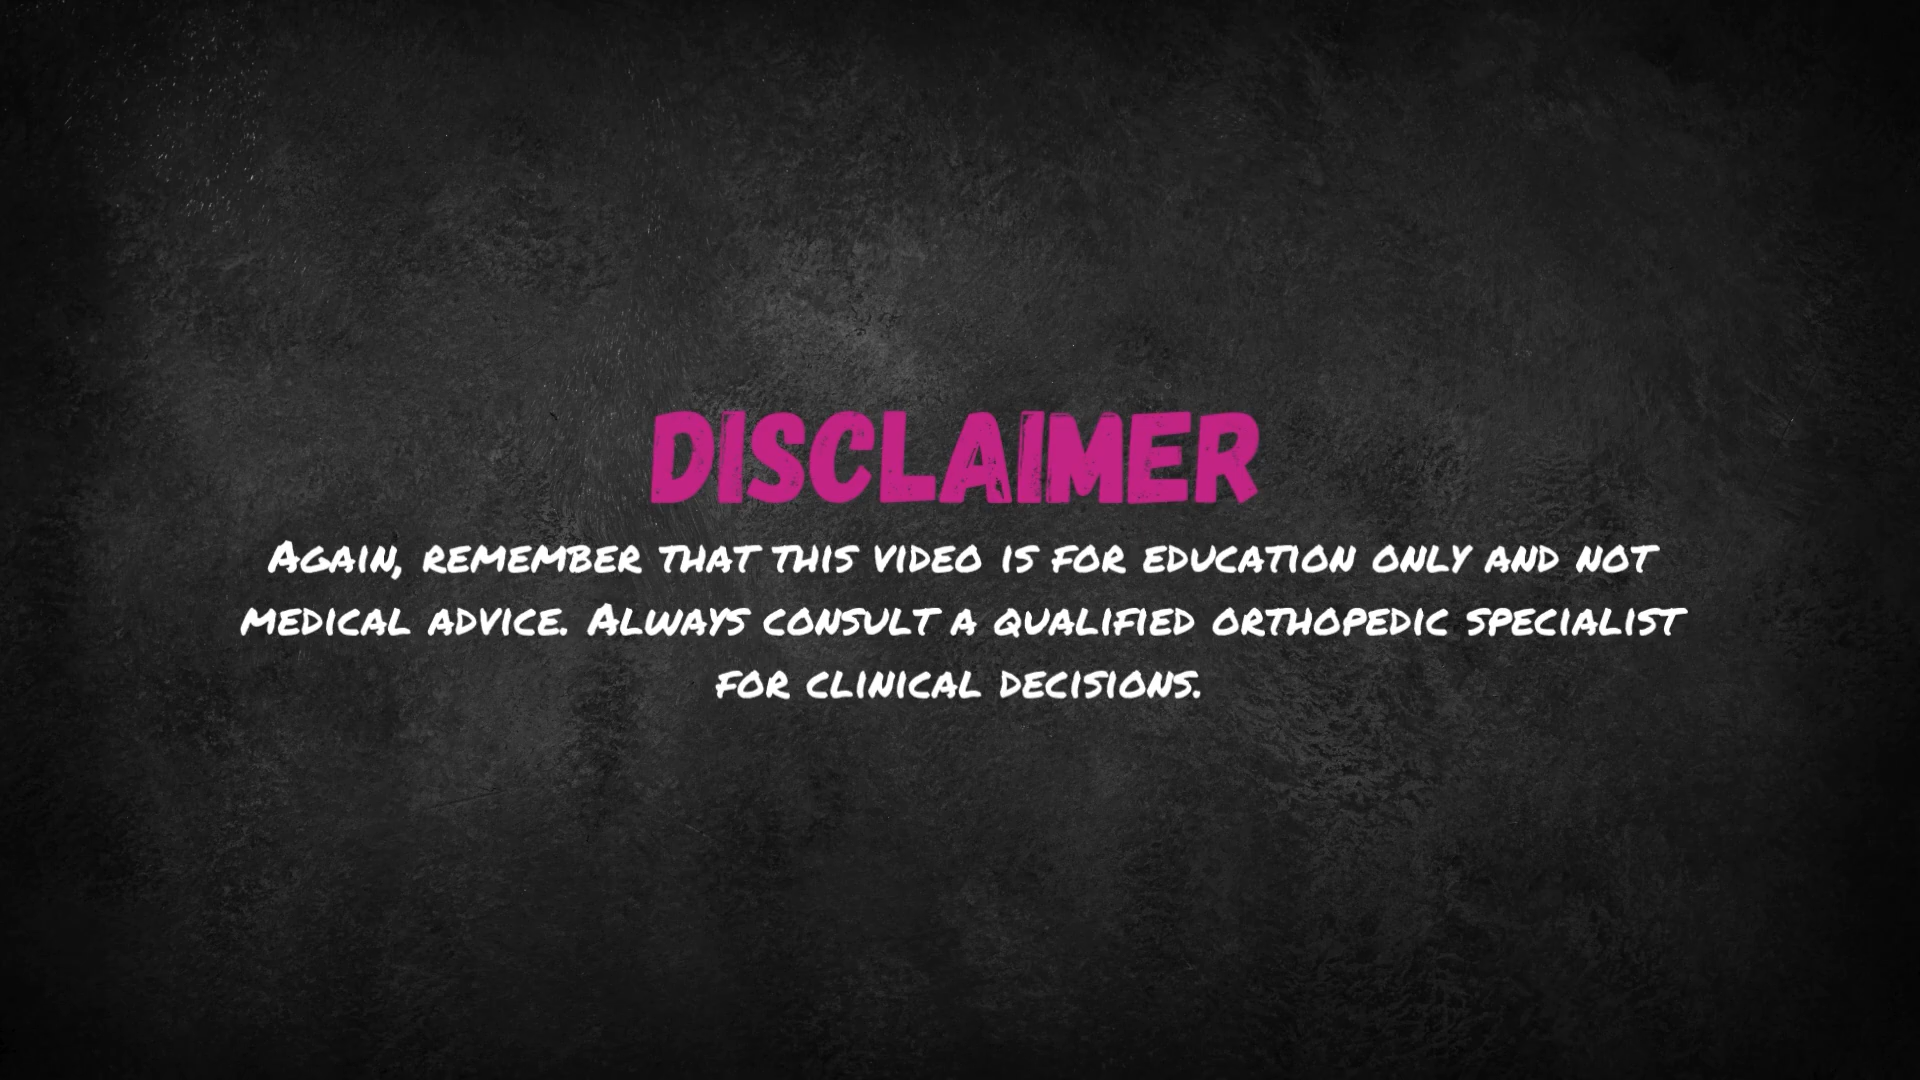 DISCLAIMER
Again, remember that this video is for education only and not
medical advice. Always consult a qualified orthopedic specialist
for clinical decisions.